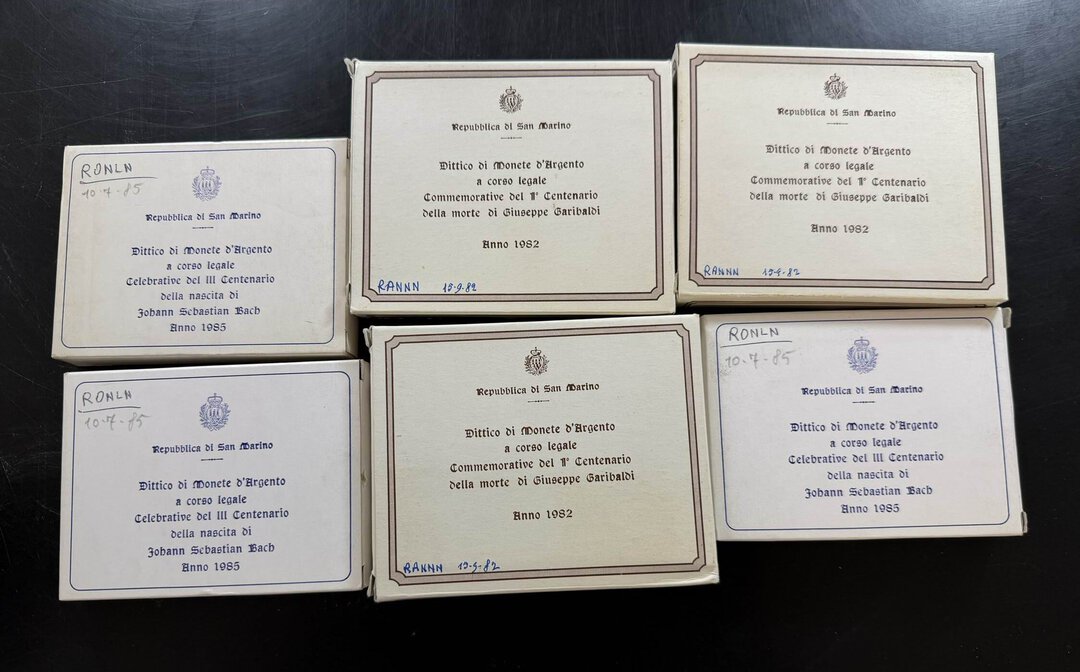 RONLN
10-7-85
Repubblica di San Marino
Dittico di Monete d'Argento
a corso legale
Celebrative del III Centenario
della nascita di
Johann Sebastian Bach
Anno 1985
Repubblica di San Marino
Dittico di Monete d'Argento
a corso legale
Commemorative del 1° Centenario
della morte di Giuseppe Garibaldi
Anno 1982
RANNN 15-9-82
Repubblica di San Marino
Dittico di Monete d'Argento
a corso legale
Commemorative del 1° Centenario
della morte di Giuseppe Garibaldi
Anno 1982
RANNN 15-9-82
RONLN
10-7-85
Repubblica di San Marino
Dittico di Monete d'Argento
a corso legale
Celebrative del III Centenario
della nascita di
Johann Sebastian Bach
Anno 1985
Repubblica di San Marino
Dittico di Monete d'Argento
a corso legale
Commemorative del 1° Centenario
della morte di Giuseppe Garibaldi
Anno 1982
RANNN 15-9-82
RONLN
10-7-85
Repubblica di San Marino
Dittico di Monete d'Argento
a corso legale
Celebrative del III Centenario
della nascita di
Johann Sebastian Bach
Anno 1985